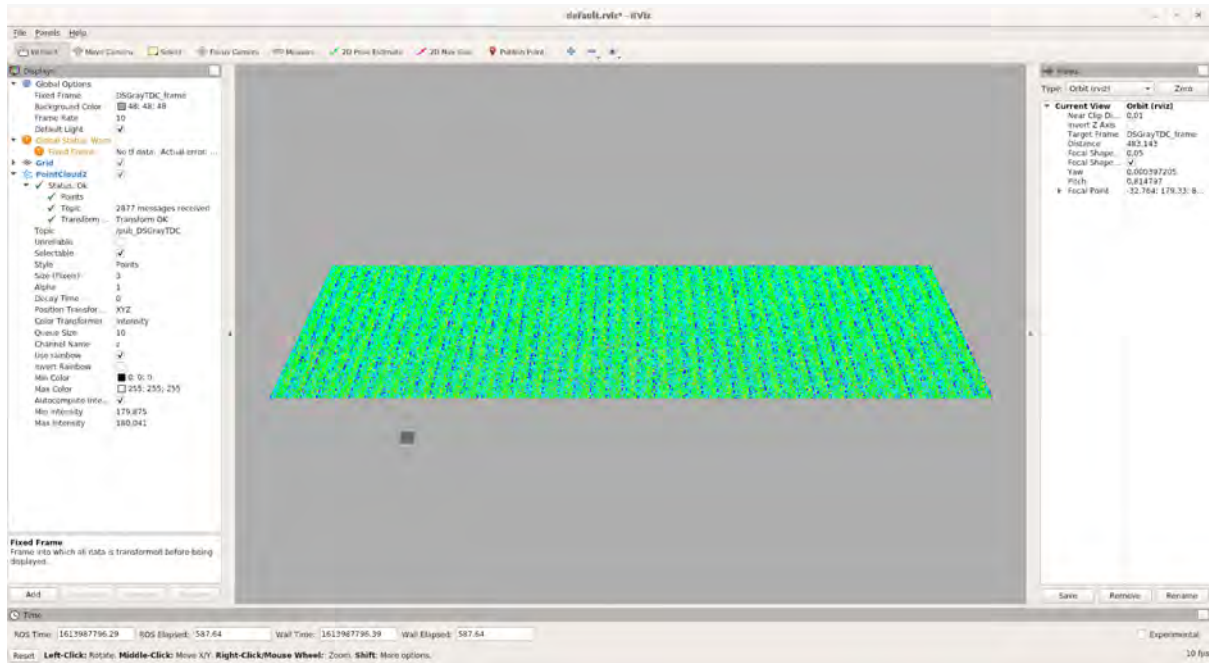 default.rviz* - RViz
File Panels Help
Interact Move Camera Select Focus Camera Measure 2D Pose Estimate 2D Nav Goal Publish Point
Displays
Global Options
Fixed Frame DSGrayTDC_frame
Background Color 48; 48; 48
Frame Rate 10
Default Light
Global Status: Warn
Fixed Frame No tf data. Actual error: ...
Grid
PointCloud2
Status: Ok
Points
Topic 2877 messages received
Transform ... Transform OK
Topic /pub_DSGrayTDC
Unreliable
Selectable
Style Points
Size (Pixels) 3
Alpha 1
Decay Time 0
Position Transfor... XYZ
Color Transformer Intensity
Queue Size 10
Channel Name z
Use rainbow
Invert Rainbow
Min Color 0; 0; 0
Max Color 255; 255; 255
Autocompute Inte...
Min Intensity 179.875
Max Intensity 180.041
Fixed Frame
Frame into which all data is transformed before being
displayed.
Add
Views
Type: Orbit (rviz) Zero
Current View Orbit (rviz)
Near Clip Di... 0.01
Invert Z Axis
Target Frame DSGrayTDC_frame
Distance 483.143
Focal Shape... 0.05
Focal Shape...
Yaw 0.000397205
Pitch 0.814797
Focal Point -32.764; 179.33; 8...
Save Remove Rename
Time
ROS Time: 1613987796.29 ROS Elapsed: 587.64 Wall Time: 1613987796.39 Wall Elapsed: 587.64 Experimental
Reset Left-Click: Rotate. Middle-Click: Move X/Y. Right-Click/Mouse Wheel: Zoom. Shift: More options. 10 fps